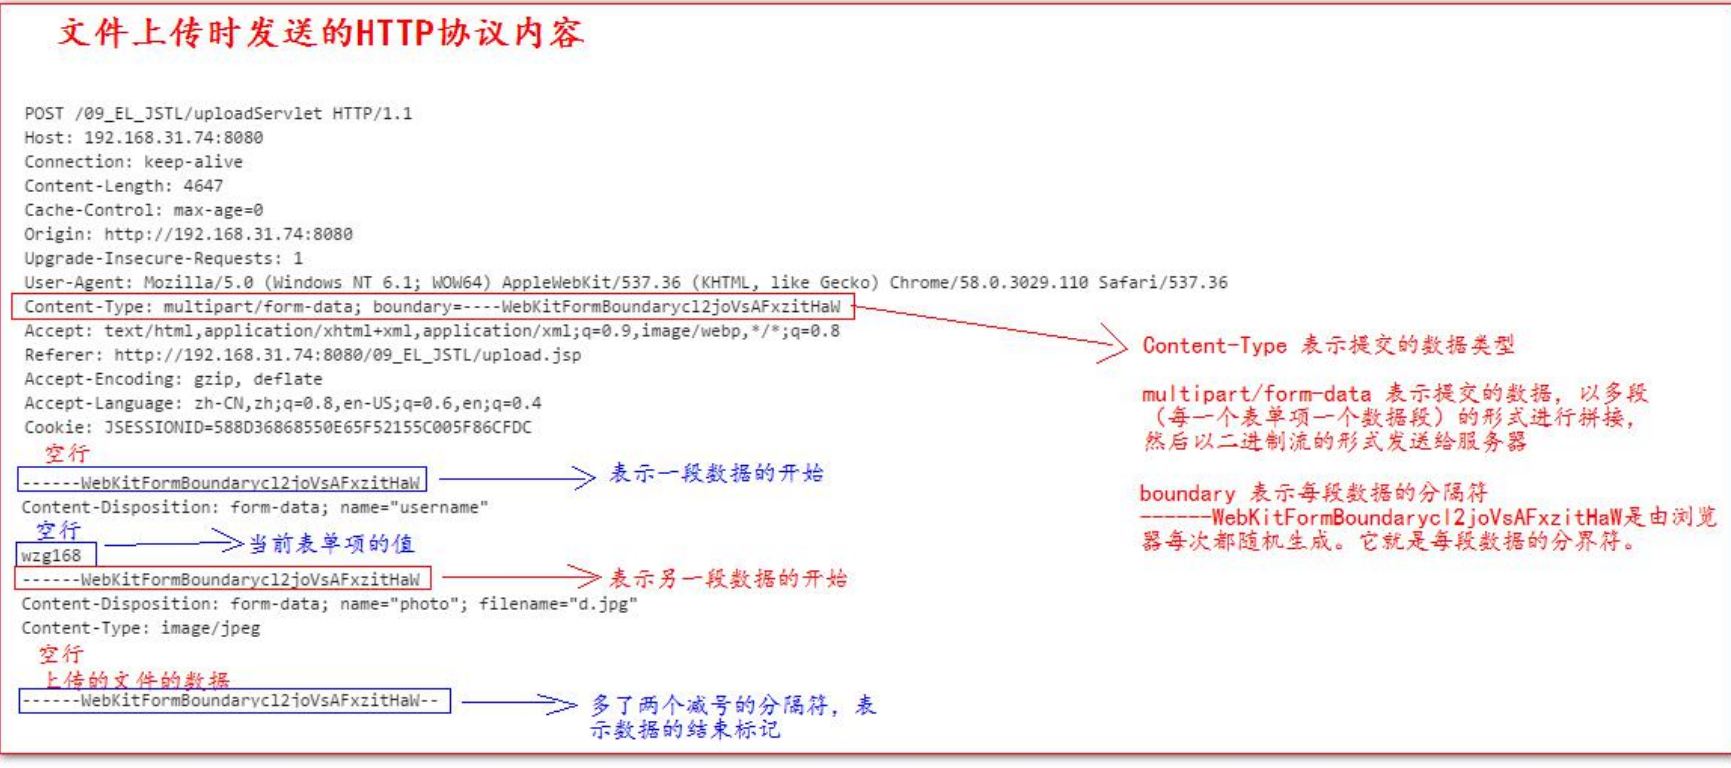 文件上传时发送的HTTP协议内容
POST /09_EL_JSTL/uploadServlet HTTP/1.1
Host: 192.168.31.74:8080
Connection: keep-alive
Content-Length: 4647
Cache-Control: max-age=0
Origin: http://192.168.31.74:8080
Upgrade-Insecure-Requests: 1
User-Agent: Mozilla/5.0 (Windows NT 6.1; WOW64) AppleWebKit/537.36 (KHTML, like Gecko) Chrome/58.0.3029.110 Safari/537.36
Content-Type: multipart/form-data; boundary=----WebKitFormBoundarycl2joVsAFxzitHaW
Accept: text/html,application/xhtml+xml,application/xml;q=0.9,image/webp,*/*;q=0.8
Referer: http://192.168.31.74:8080/09_EL_JSTL/upload.jsp
Accept-Encoding: gzip, deflate
Accept-Language: zh-CN,zh;q=0.8,en-US;q=0.6,en;q=0.4
Cookie: JSESSIONID=588D36868550E65F52155C005F86CFDC
空行
------WebKitFormBoundarycl2joVsAFxzitHaW
表示一段数据的开始
Content-Disposition: form-data; name="username"
空行
wzg168
当前表单项的值
------WebKitFormBoundarycl2joVsAFxzitHaW
表示另一段数据的开始
Content-Disposition: form-data; name="photo"; filename="d.jpg"
Content-Type: image/jpeg
空行
上传的文件的数据
------WebKitFormBoundarycl2joVsAFxzitHaW--
多了两个减号的分隔符，表
示数据的结束标记
Content-Type 表示提交的数据类型
multipart/form-data 表示提交的数据，以多段
（每一个表单项一个数据段）的形式进行拼接，
然后以二进制流的形式发送给服务器
boundary 表示每段数据的分隔符
------WebKitFormBoundarycl2joVsAFxzitHaW是由浏览
器每次都随机生成。它就是每段数据的分界符。